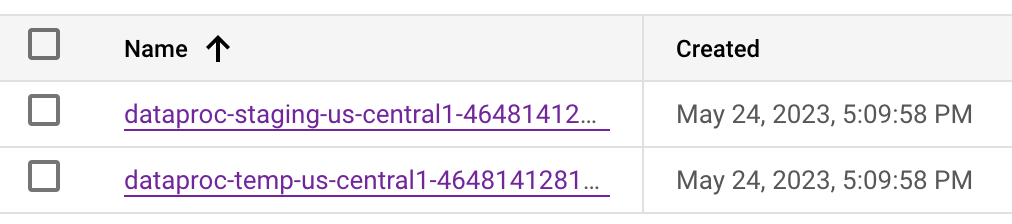 Name Created
dataproc-staging-us-central1-46481412... May 24, 2023, 5:09:58 PM
dataproc-temp-us-central1-4648141281... May 24, 2023, 5:09:58 PM